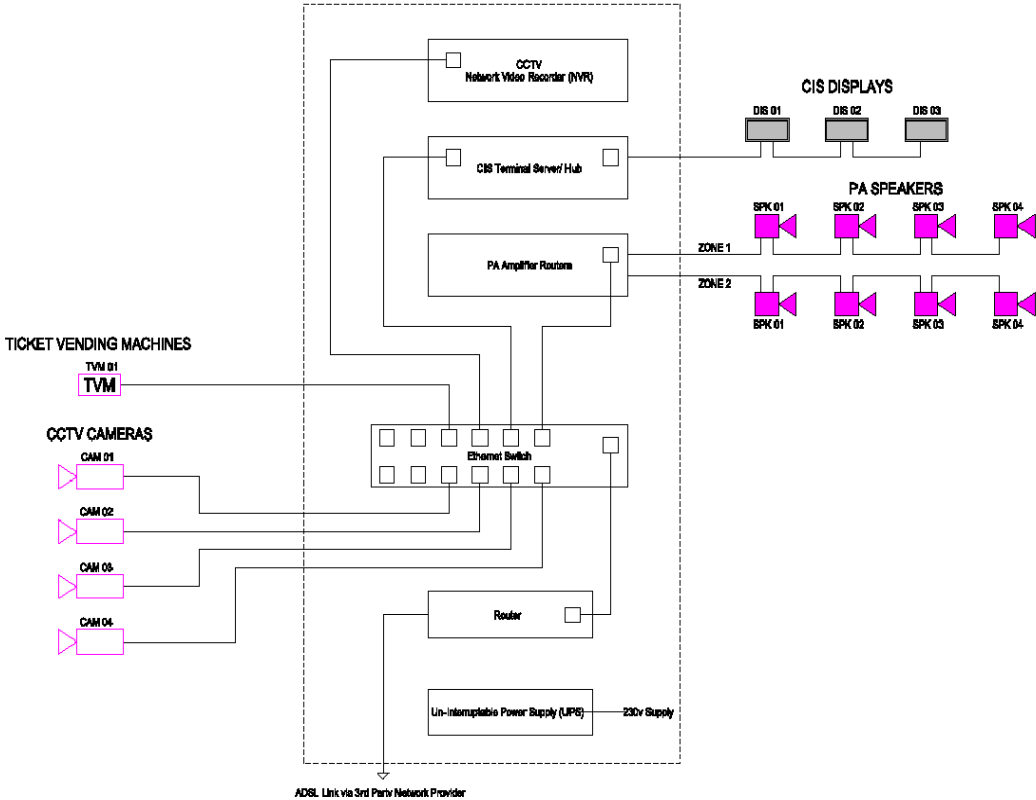 CCTV
Network Video Recorder (NVR)
CIS DISPLAYS
DIS 01
DIS 02
DIS 03
CIS Terminal Server/ Hub
PA SPEAKERS
SPK 01
SPK 02
SPK 03
SPK 04
ZONE 1
PA Amplifier Routers
ZONE 2
SPK 01
SPK 02
SPK 03
SPK 04
TICKET VENDING MACHINES
TVM 01
TVM
CCTV CAMERAS
Ethernet Switch
CAM 01
CAM 02
CAM 03
CAM 04
Router
Un-Interruptable Power Supply (UPS)
230v Supply
ADSL Link via 3rd Party Network Provider